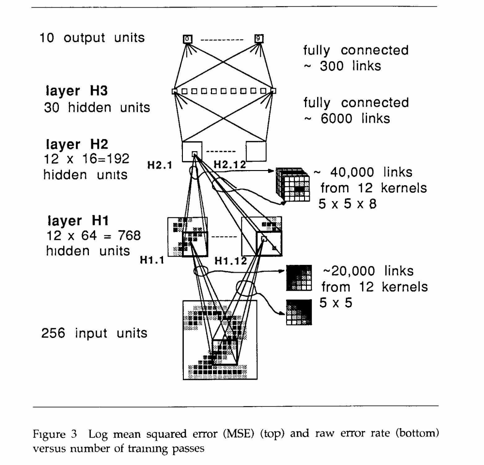 10 output units
fully connected
~ 300 links
layer H3
30 hidden units
fully connected
~ 6000 links
layer H2
12 x 16=192
hidden units
H2.1
H2.12
~ 40,000 links
from 12 kernels
5 x 5 x 8
layer H1
12 x 64 = 768
hidden units
H1.1
H1.12
~20,000 links
from 12 kernels
5 x 5
256 input units
Figure 3 Log mean squared error (MSE) (top) and raw error rate (bottom)
versus number of training passes